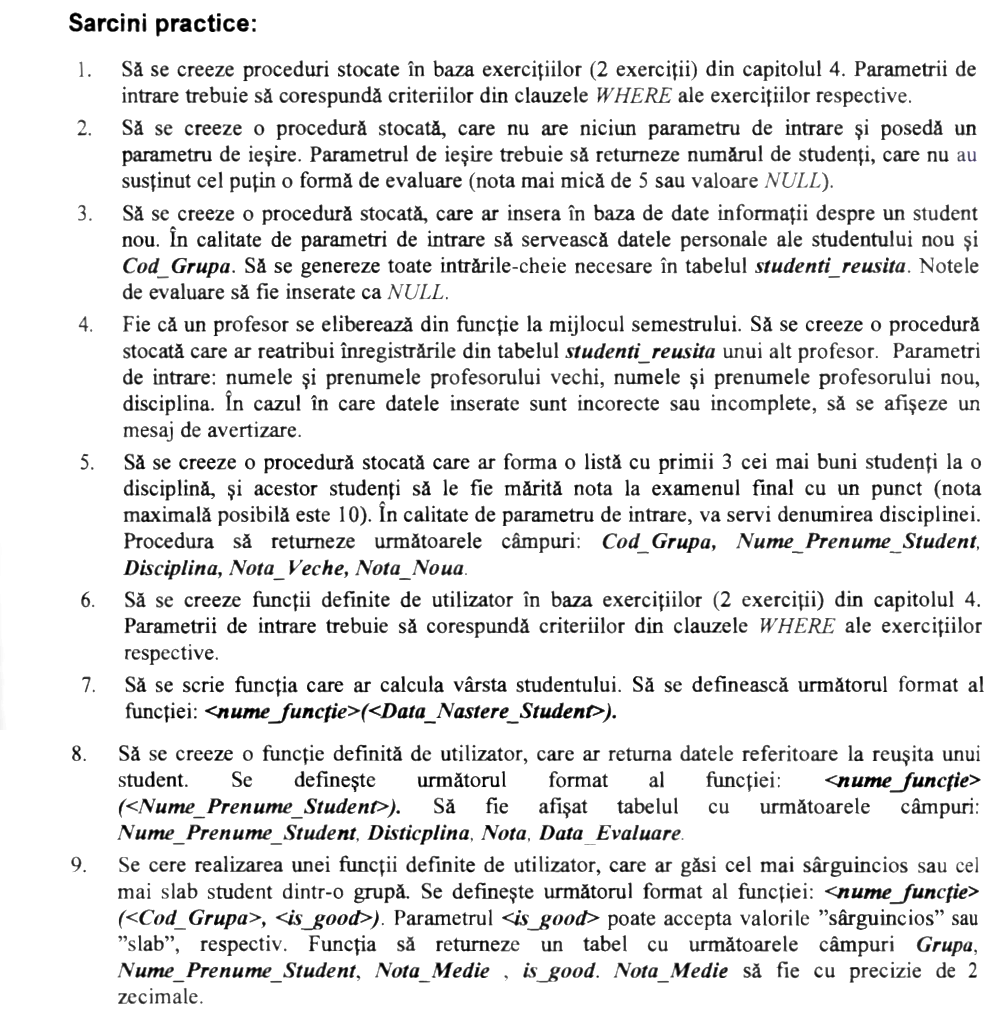 Sarcini practice:
1. Să se creeze proceduri stocate în baza exercițiilor (2 exerciții) din capitolul 4. Parametrii de
intrare trebuie să corespundă criteriilor din clauzele WHERE ale exercițiilor respective.
2. Să se creeze o procedură stocată, care nu are niciun parametru de intrare și posedă un
parametru de ieșire. Parametrul de ieșire trebuie să returneze numărul de studenți, care nu au
susținut cel puțin o formă de evaluare (nota mai mică de 5 sau valoare NULL).
3. Să se creeze o procedură stocată, care ar insera în baza de date informații despre un student
nou. În calitate de parametri de intrare să servească datele personale ale studentului nou și
Cod_Grupa. Să se genereze toate intrările-cheie necesare în tabelul studenti_reusita. Notele
de evaluare să fie inserate ca NULL.
4. Fie că un profesor se eliberează din funcție la mijlocul semestrului. Să se creeze o procedură
stocată care ar reatribui înregistrările din tabelul studenti_reusita unui alt profesor. Parametri
de intrare: numele și prenumele profesorului vechi, numele și prenumele profesorului nou,
disciplina. În cazul în care datele inserate sunt incorecte sau incomplete, să se afișeze un
mesaj de avertizare.
5. Să se creeze o procedură stocată care ar forma o listă cu primii 3 cei mai buni studenți la o
disciplină, și acestor studenți să le fie mărită nota la examenul final cu un punct (nota
maximală posibilă este 10). În calitate de parametru de intrare, va servi denumirea disciplinei.
Procedura să returneze următoarele câmpuri: Cod_Grupa, Nume_Prenume_Student,
Disciplina, Nota_Veche, Nota_Noua.
6. Să se creeze funcții definite de utilizator în baza exercițiilor (2 exerciții) din capitolul 4.
Parametrii de intrare trebuie să corespundă criteriilor din clauzele WHERE ale exercițiilor
respective.
7. Să se scrie funcția care ar calcula vârsta studentului. Să se definească următorul format al
funcției: <nume_funcție>(<Data_Nastere_Student>).
8. Să se creeze o funcție definită de utilizator, care ar returna datele referitoare la reușita unui
student. Se definește următorul format al funcției: <nume_funcție>
(<Nume_Prenume_Student>). Să fie afișat tabelul cu următoarele câmpuri:
Nume_Prenume_Student, Disticplina, Nota, Data_Evaluare.
9. Se cere realizarea unei funcții definite de utilizator, care ar găsi cel mai sârguincios sau cel
mai slab student dintr-o grupă. Se definește următorul format al funcției: <nume_funcție>
(<Cod_Grupa>, <is_good>). Parametrul <is_good> poate accepta valorile ”sârguincios” sau
”slab”, respectiv. Funcția să returneze un tabel cu următoarele câmpuri Grupa,
Nume_Prenume_Student, Nota_Medie , is_good. Nota_Medie să fie cu precizie de 2
zecimale.